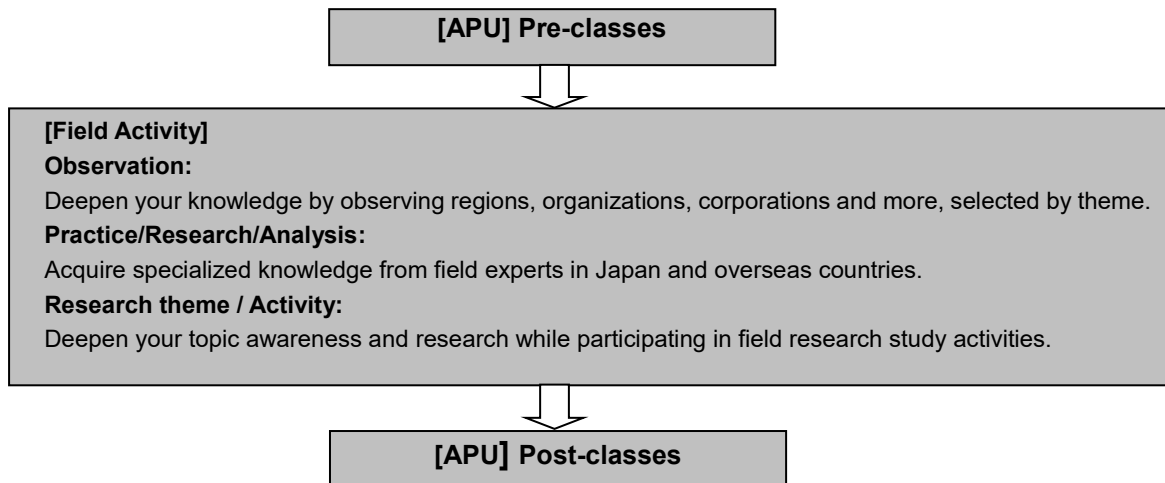 [APU] Pre-classes
[Field Activity]
Observation:
Deepen your knowledge by observing regions, organizations, corporations and more, selected by theme.
Practice/Research/Analysis:
Acquire specialized knowledge from field experts in Japan and overseas countries.
Research theme / Activity:
Deepen your topic awareness and research while participating in field research study activities.
[APU] Post-classes